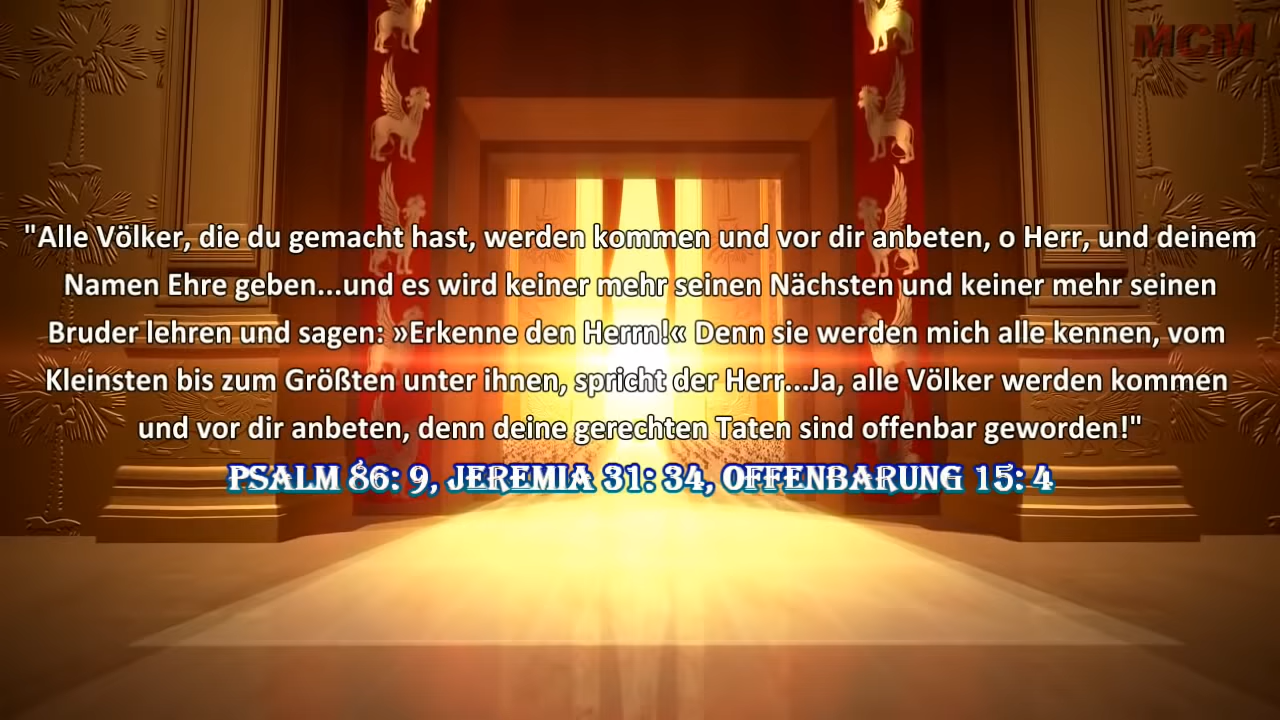 MCM
"Alle Völker, die du gemacht hast, werden kommen und vor dir anbeten, o Herr, und deinem
Namen Ehre geben...und es wird keiner mehr seinen Nächsten und keiner mehr seinen
Bruder lehren und sagen: »Erkenne den Herrn!« Denn sie werden mich alle kennen, vom
Kleinsten bis zum Größten unter ihnen, spricht der Herr...Ja, alle Völker werden kommen
und vor dir anbeten, denn deine gerechten Taten sind offenbar geworden!"
PSALM 86: 9, JEREMIA 31: 34, OFFENBARUNG 15: 4